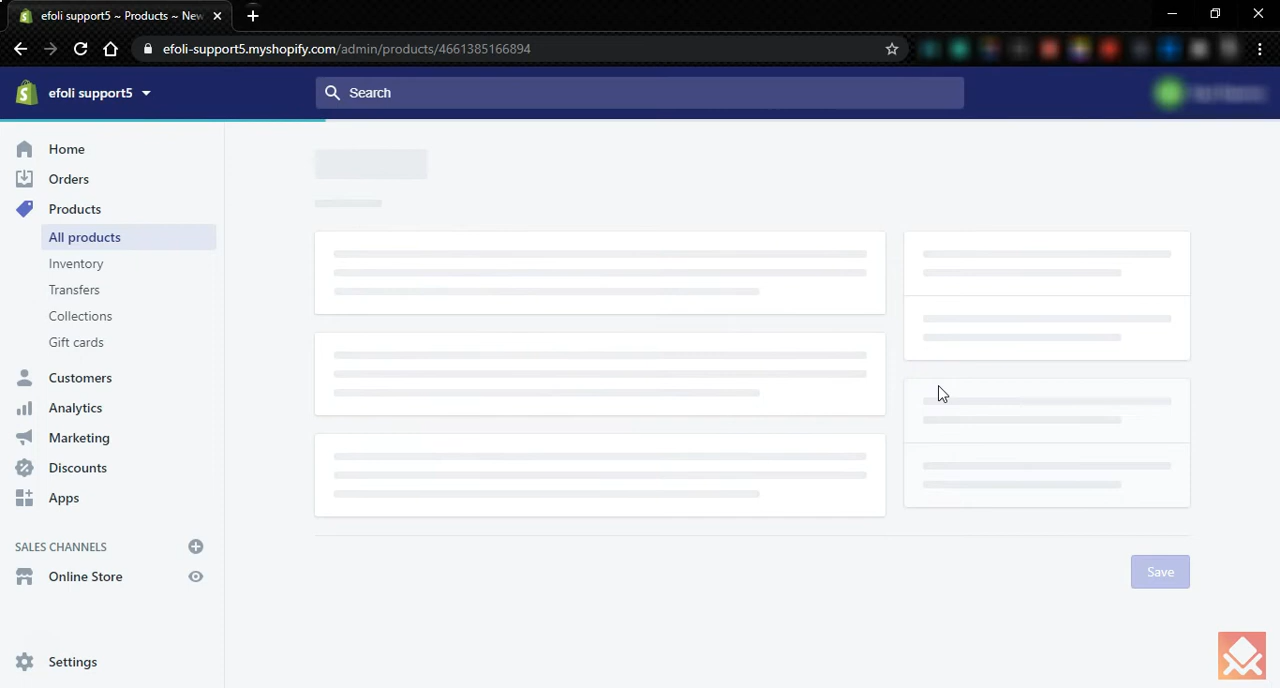 efoli support5 ~ Products ~ New
efoli-support5.myshopify.com/admin/products/4661385166894
efoli support5
Search
Home
Orders
Products
All products
Inventory
Transfers
Collections
Gift cards
Customers
Analytics
Marketing
Discounts
Apps
SALES CHANNELS
Online Store
Settings
Save